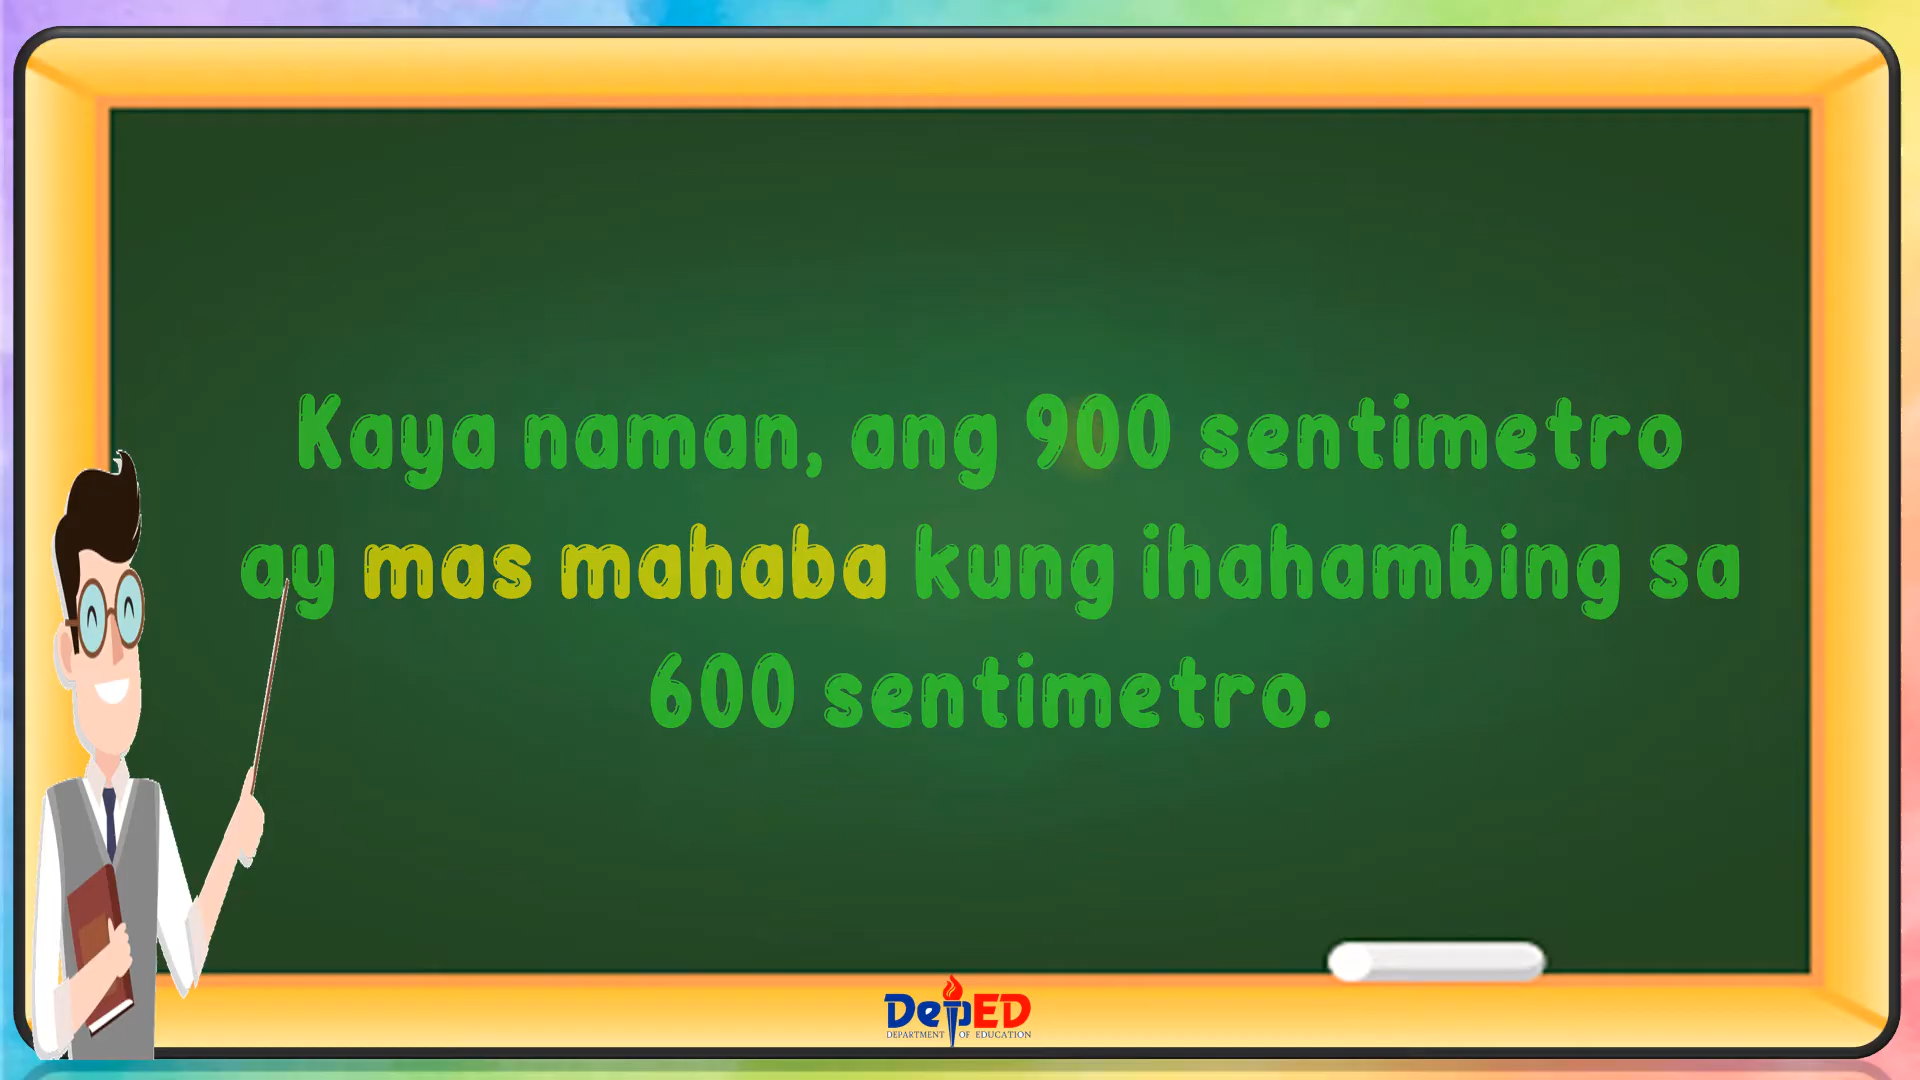 Kaya naman, ang 900 sentimetro
ay mas mahaba kung ihahambing sa
600 sentimetro.
DepED
DEPARTMENT OF EDUCATION